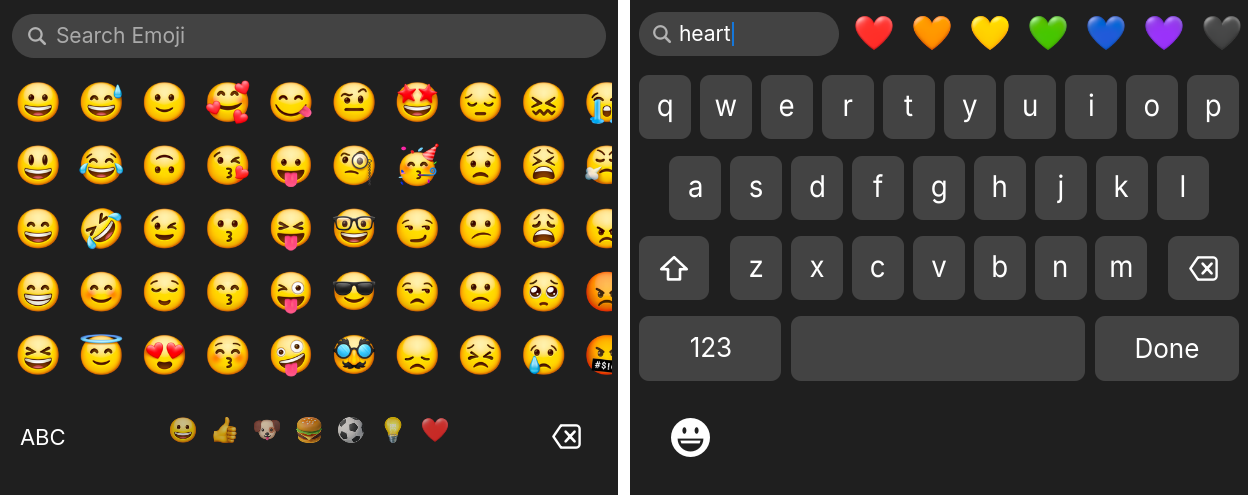 Search Emoji
ABC
heart
q w e r t y u i o p
a s d f g h j k l
z x c v b n m
123 Done